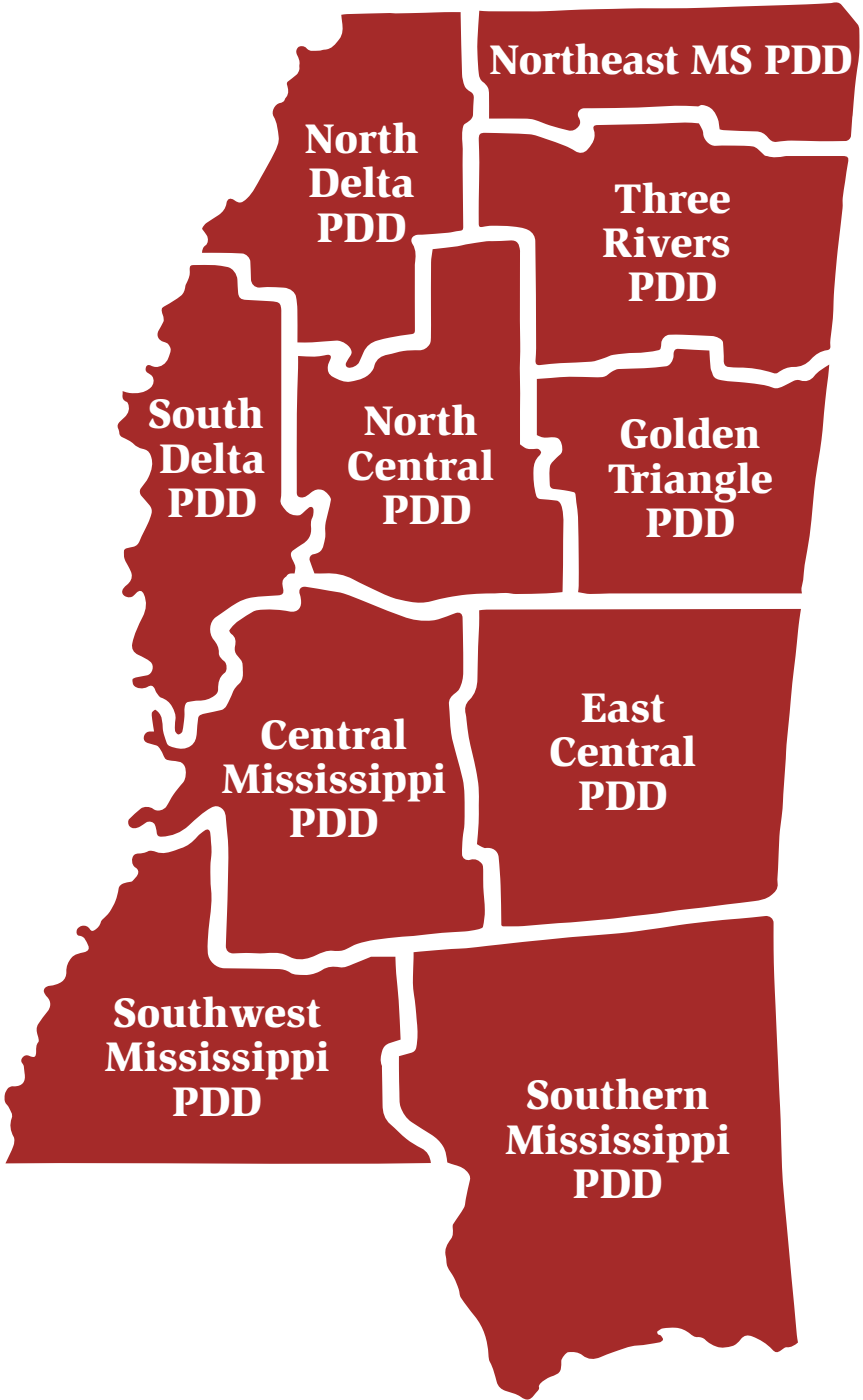 Northeast MS PDD
North
Delta
PDD
Three
Rivers
PDD
South
Delta
PDD
North
Central
PDD
Golden
Triangle
PDD
Central
Mississippi
PDD
East
Central
PDD
Southwest
Mississippi
PDD
Southern
Mississippi
PDD